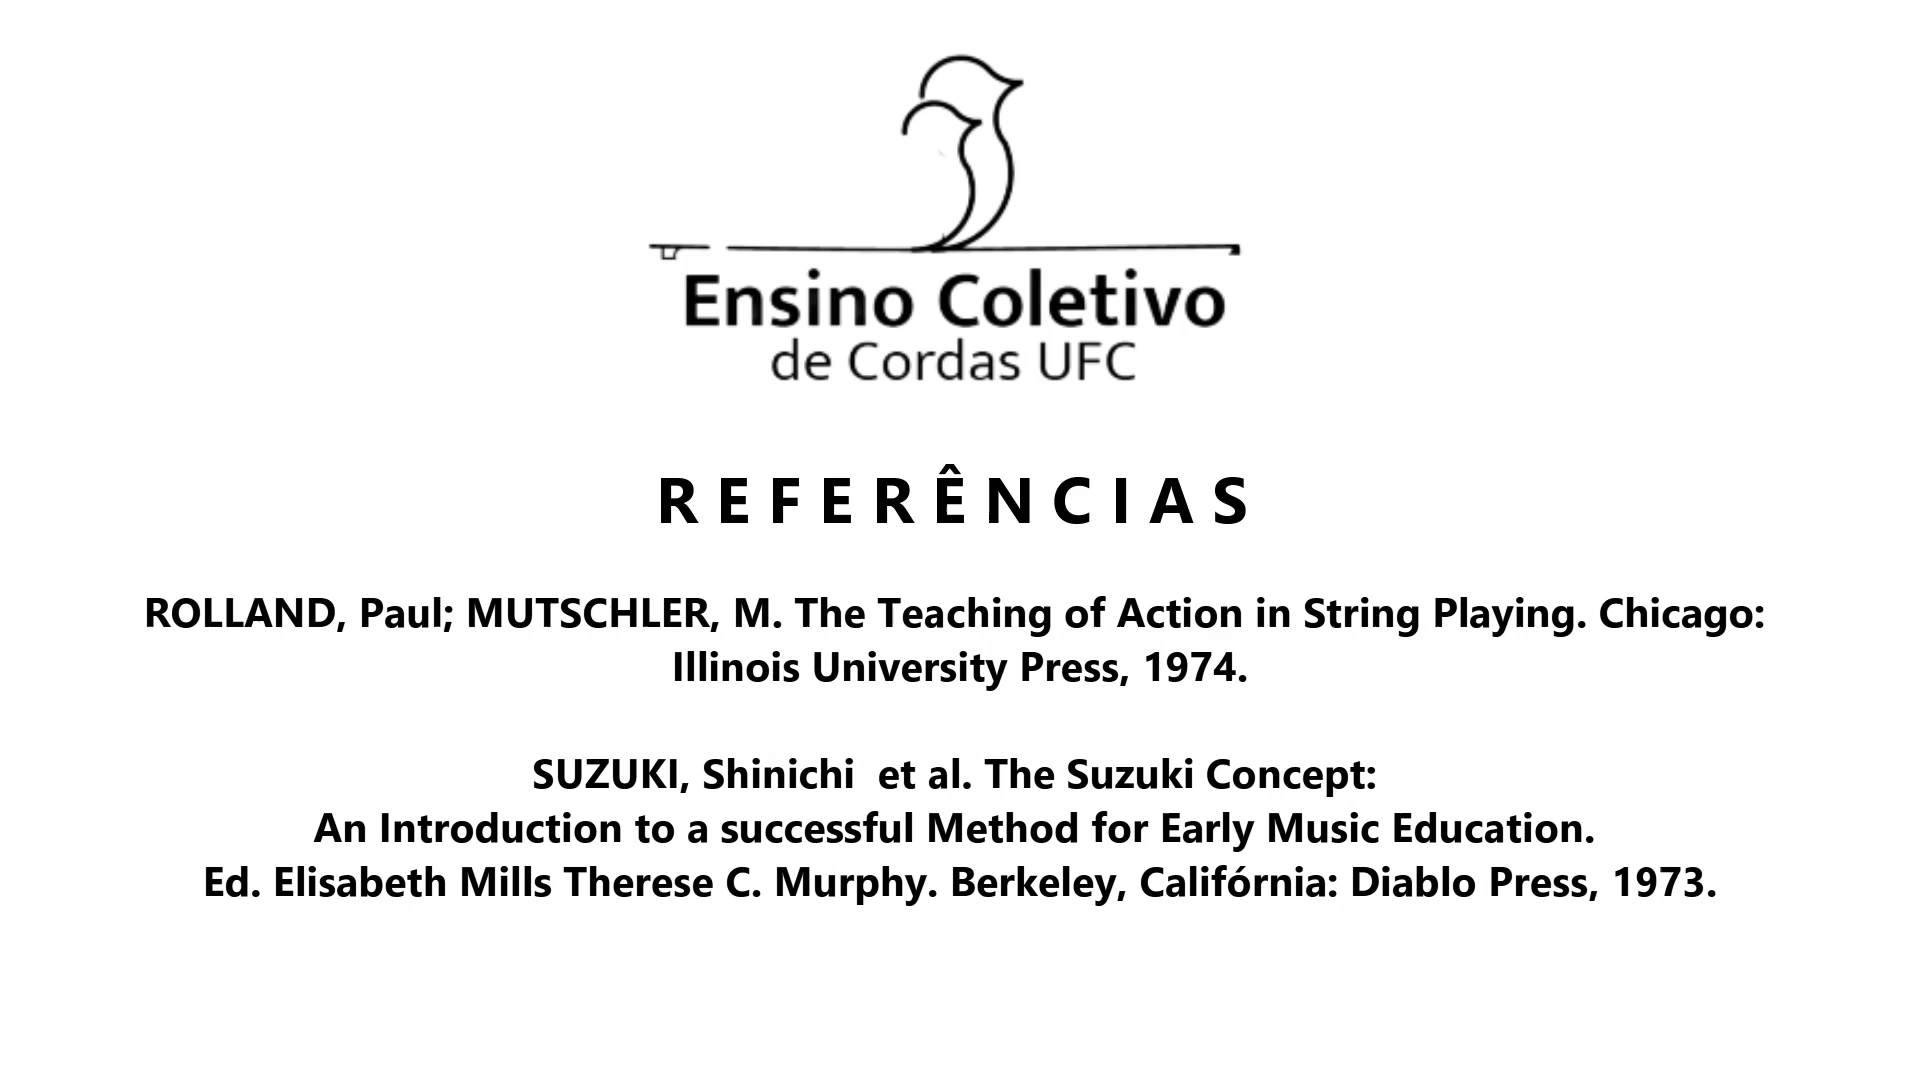 Ensino Coletivo
de Cordas UFC
REFERÊNCIAS
ROLLAND, Paul; MUTSCHLER, M. The Teaching of Action in String Playing. Chicago:
Illinois University Press, 1974.
SUZUKI, Shinichi  et al. The Suzuki Concept:
An Introduction to a successful Method for Early Music Education.
Ed. Elisabeth Mills Therese C. Murphy. Berkeley, Califórnia: Diablo Press, 1973.